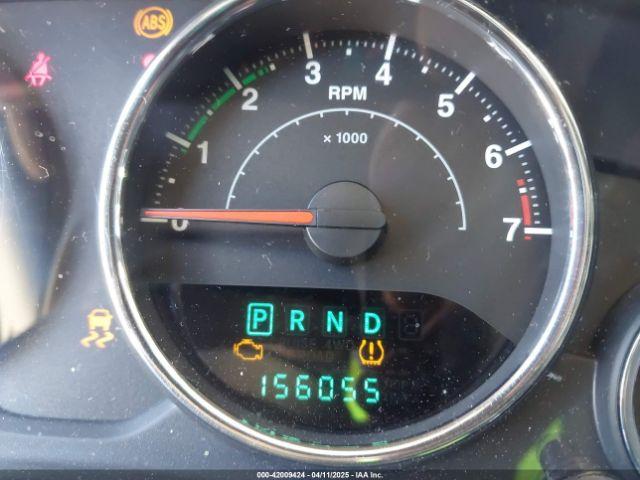 ABS
0 1 2 3 4 5 6 7
RPM
x 1000
P R N D
156055
000-42009424 - 04/11/2025 - IAA Inc.